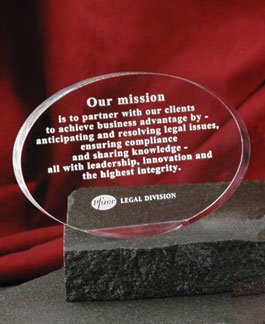 Our mission
is to partner with our clients
to achieve business advantage by -
anticipating and resolving legal issues,
ensuring compliance
and sharing knowledge -
all with leadership, innovation and
the highest integrity.
Pfizer LEGAL DIVISION